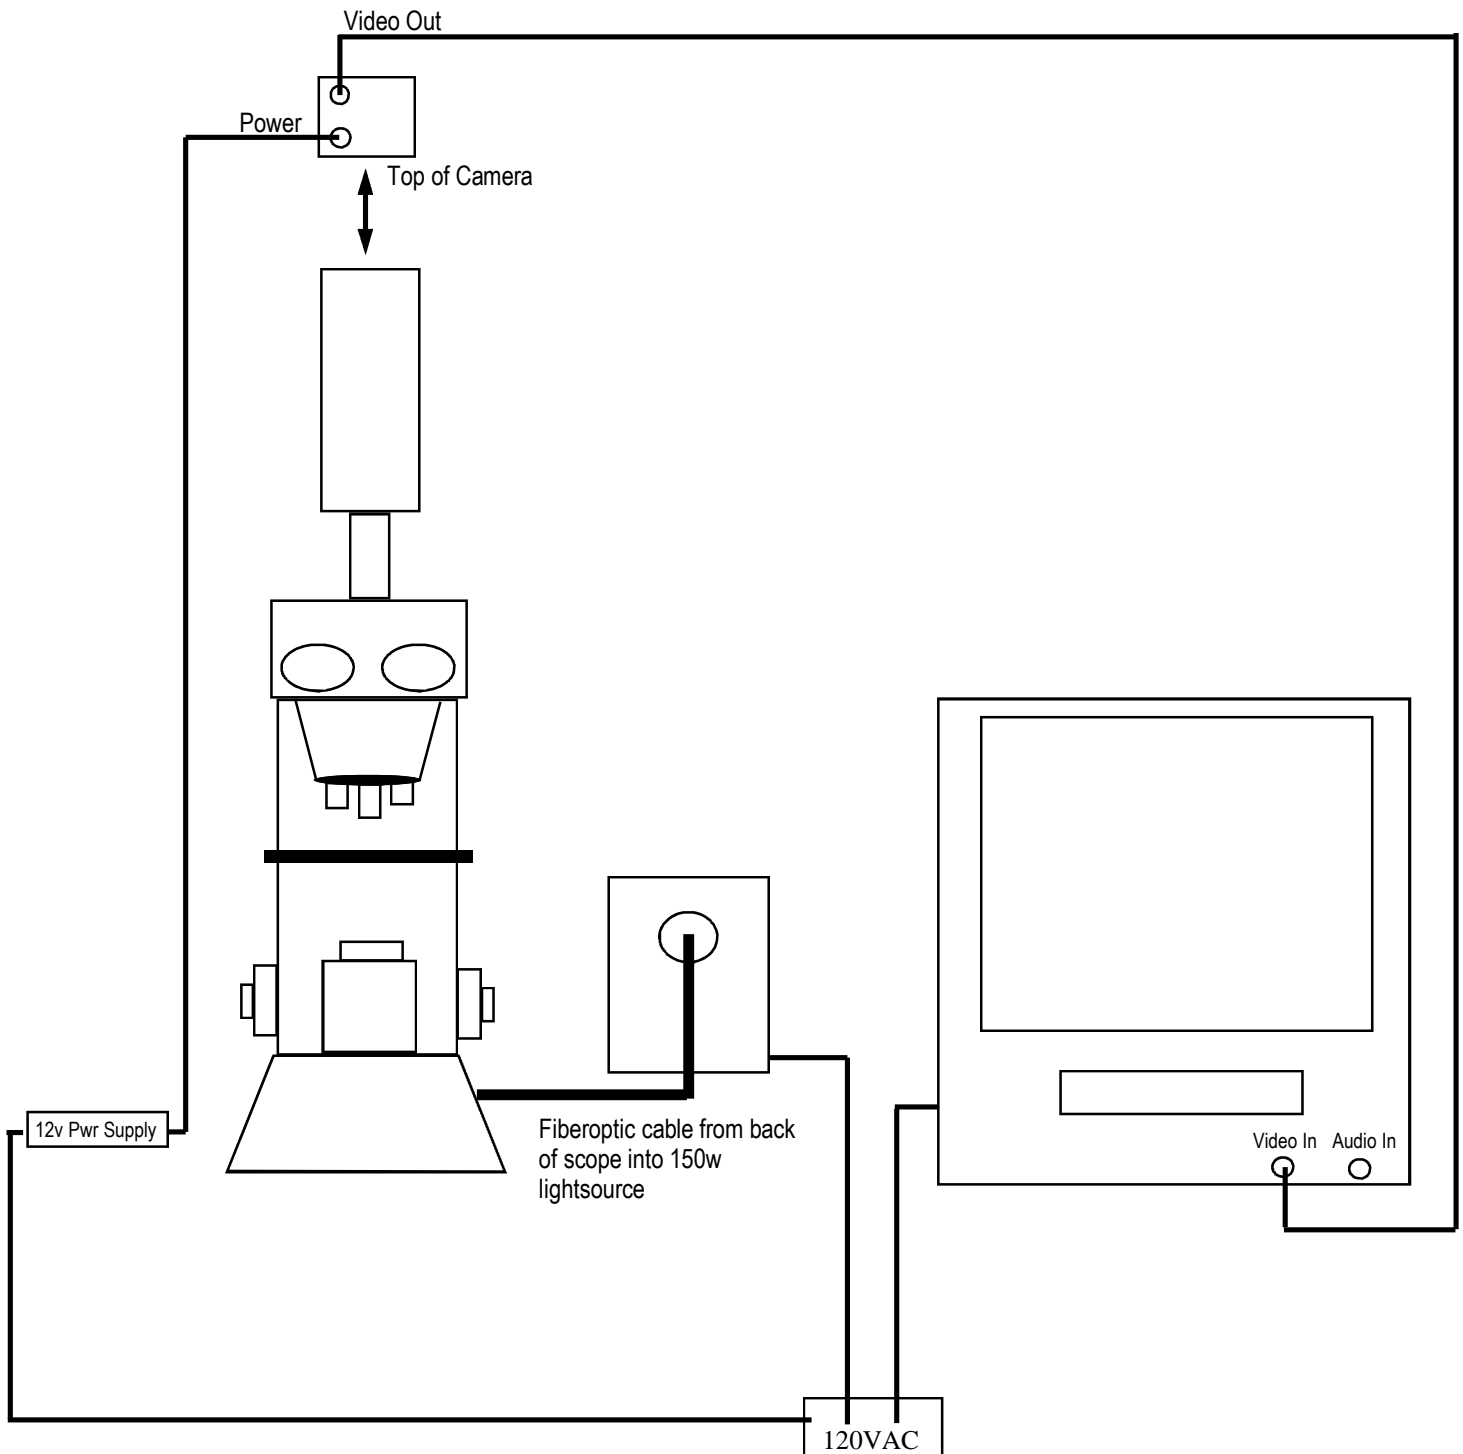 Video Out
Power
Top of Camera
12v Pwr Supply
Fiberoptic cable from back
of scope into 150w
lightsource
Video In Audio In
120VAC